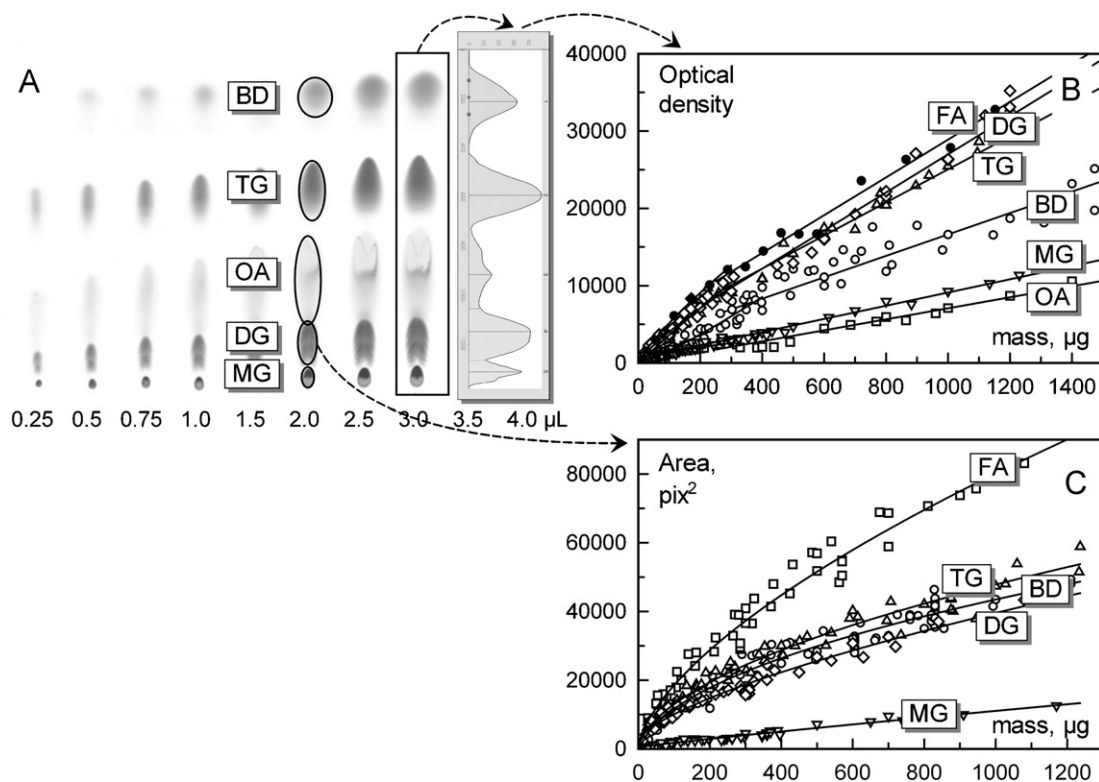 A
BD
TG
OA
DG
MG
0.25 0.5 0.75 1.0 1.5 2.0 2.5 3.0 3.5 4.0 µL
B
Optical
density
40000
30000
20000
10000
0
FA
DG
TG
BD
MG
OA
mass, µg
0 200 400 600 800 1000 1200 1400
C
Area,
pix²
80000
60000
40000
20000
0
FA
TG
BD
DG
MG
mass, µg
0 200 400 600 800 1000 1200